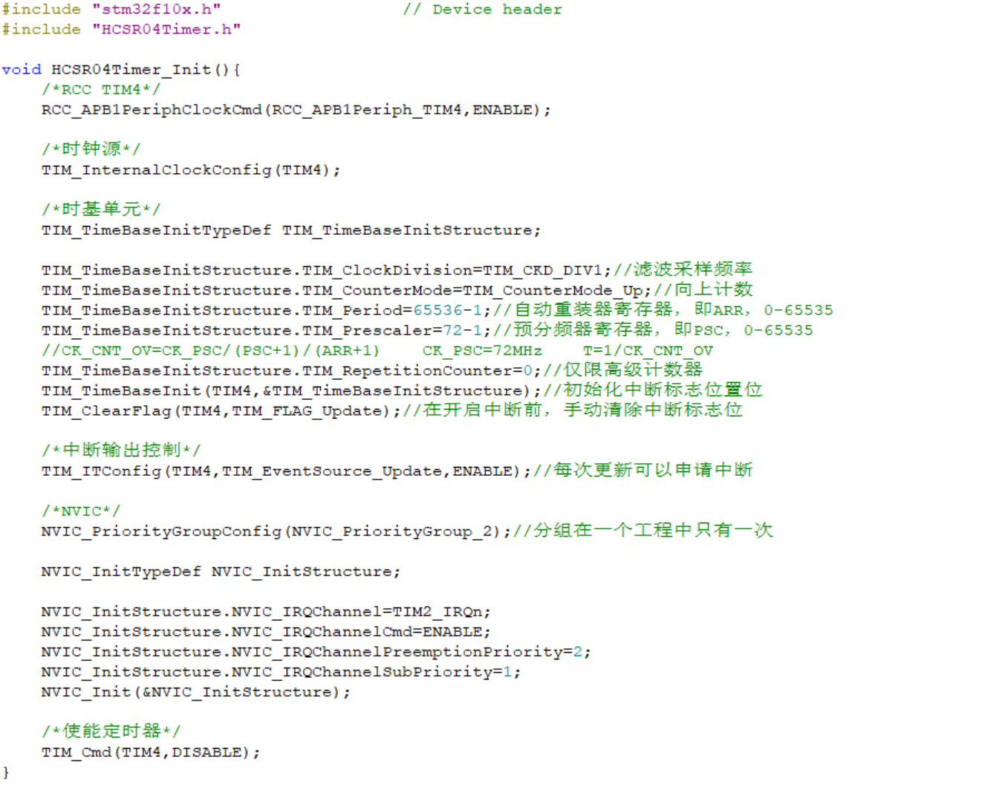 #include "stm32f10x.h"                  // Device header
#include "HCSR04Timer.h"

void HCSR04Timer_Init(){
    /*RCC TIM4*/
    RCC_APB1PeriphClockCmd(RCC_APB1Periph_TIM4,ENABLE);

    /*时钟源*/
    TIM_InternalClockConfig(TIM4);

    /*时基单元*/
    TIM_TimeBaseInitTypeDef TIM_TimeBaseInitStructure;

    TIM_TimeBaseInitStructure.TIM_ClockDivision=TIM_CKD_DIV1;//滤波采样频率
    TIM_TimeBaseInitStructure.TIM_CounterMode=TIM_CounterMode_Up;//向上计数
    TIM_TimeBaseInitStructure.TIM_Period=65536-1;//自动重装器寄存器，即ARR，0-65535
    TIM_TimeBaseInitStructure.TIM_Prescaler=72-1;//预分频器寄存器，即PSC，0-65535
    //CK_CNT_OV=CK_PSC/(PSC+1)/(ARR+1)    CK_PSC=72MHz    T=1/CK_CNT_OV
    TIM_TimeBaseInitStructure.TIM_RepetitionCounter=0;//仅限高级计数器
    TIM_TimeBaseInit(TIM4,&TIM_TimeBaseInitStructure);//初始化中断标志位置位
    TIM_ClearFlag(TIM4,TIM_FLAG_Update);//在开启中断前，手动清除中断标志位

    /*中断输出控制*/
    TIM_ITConfig(TIM4,TIM_EventSource_Update,ENABLE);//每次更新可以申请中断

    /*NVIC*/
    NVIC_PriorityGroupConfig(NVIC_PriorityGroup_2);//分组在一个工程中只有一次

    NVIC_InitTypeDef NVIC_InitStructure;

    NVIC_InitStructure.NVIC_IRQChannel=TIM2_IRQn;
    NVIC_InitStructure.NVIC_IRQChannelCmd=ENABLE;
    NVIC_InitStructure.NVIC_IRQChannelPreemptionPriority=2;
    NVIC_InitStructure.NVIC_IRQChannelSubPriority=1;
    NVIC_Init(&NVIC_InitStructure);

    /*使能定时器*/
    TIM_Cmd(TIM4,DISABLE);
}